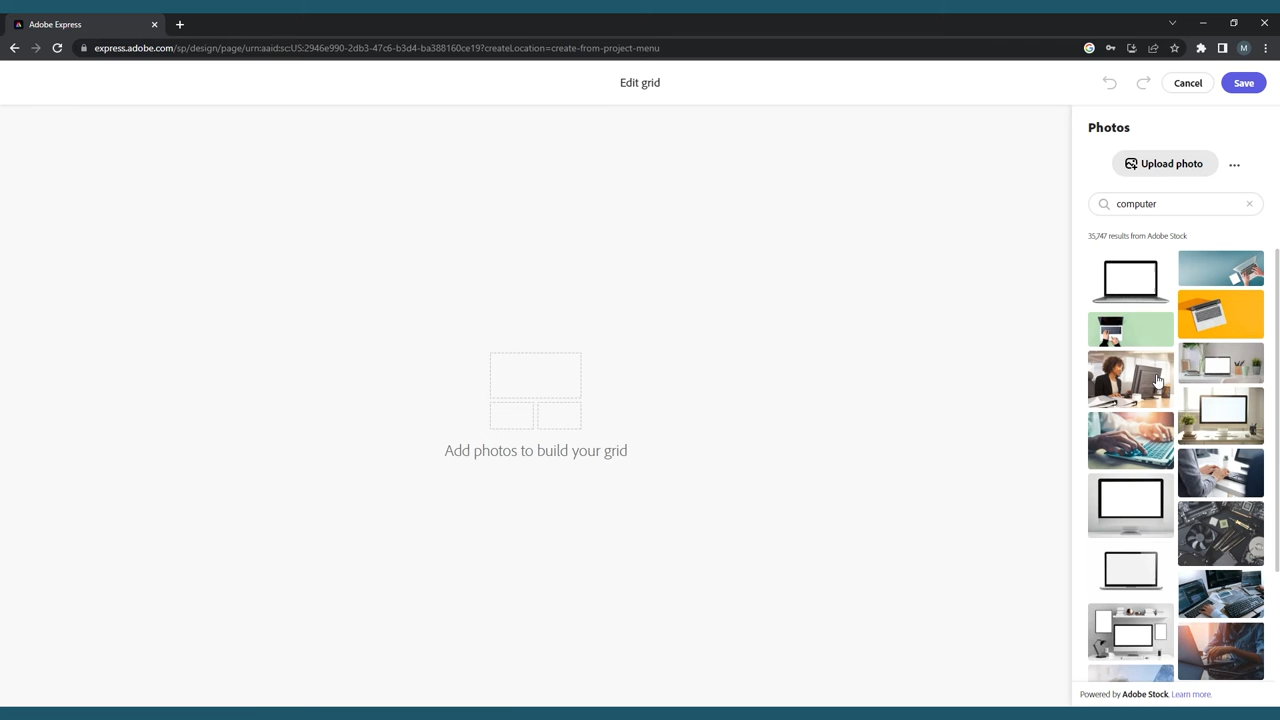 Adobe Express
express.adobe.com/sp/design/page/urn:aaid:sc:US:2946e990-2db3-47c6-b3d4-ba388160ce19?createLocation=create-from-project-menu
M
Edit grid
Cancel
Save
Photos
Upload photo
computer
35,747 results from Adobe Stock
Add photos to build your grid
Powered by Adobe Stock. Learn more.